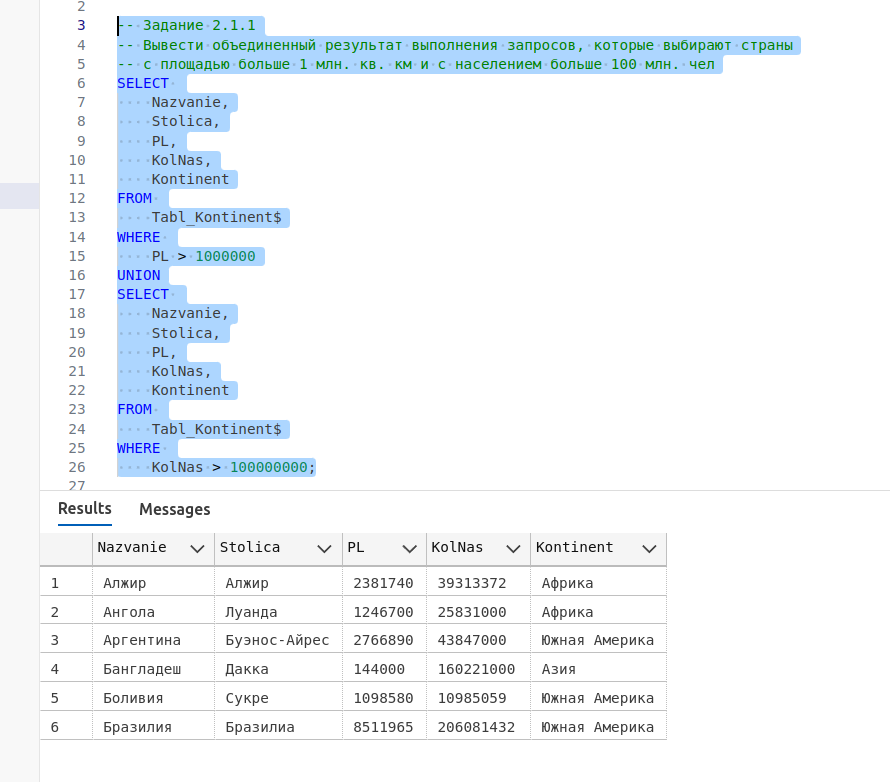 2
3 -- Задание 2.1.1
4 -- Вывести объединенный результат выполнения запросов, которые выбирают страны
5 -- с площадью больше 1 млн. кв. км и с населением больше 100 млн. чел
6 SELECT
7 Nazvanie,
8 Stolica,
9 PL,
10 KolNas,
11 Kontinent
12 FROM
13 Tabl_Kontinent$
14 WHERE
15 PL > 1000000
16 UNION
17 SELECT
18 Nazvanie,
19 Stolica,
20 PL,
21 KolNas,
22 Kontinent
23 FROM
24 Tabl_Kontinent$
25 WHERE
26 KolNas > 100000000;
27
Results Messages
Nazvanie Stolica PL KolNas Kontinent
1 Алжир Алжир 2381740 39313372 Африка
2 Ангола Луанда 1246700 25831000 Африка
3 Аргентина Буэнос-Айрес 2766890 43847000 Южная Америка
4 Бангладеш Дакка 144000 160221000 Азия
5 Боливия Сукре 1098580 10985059 Южная Америка
6 Бразилия Бразилиа 8511965 206081432 Южная Америка